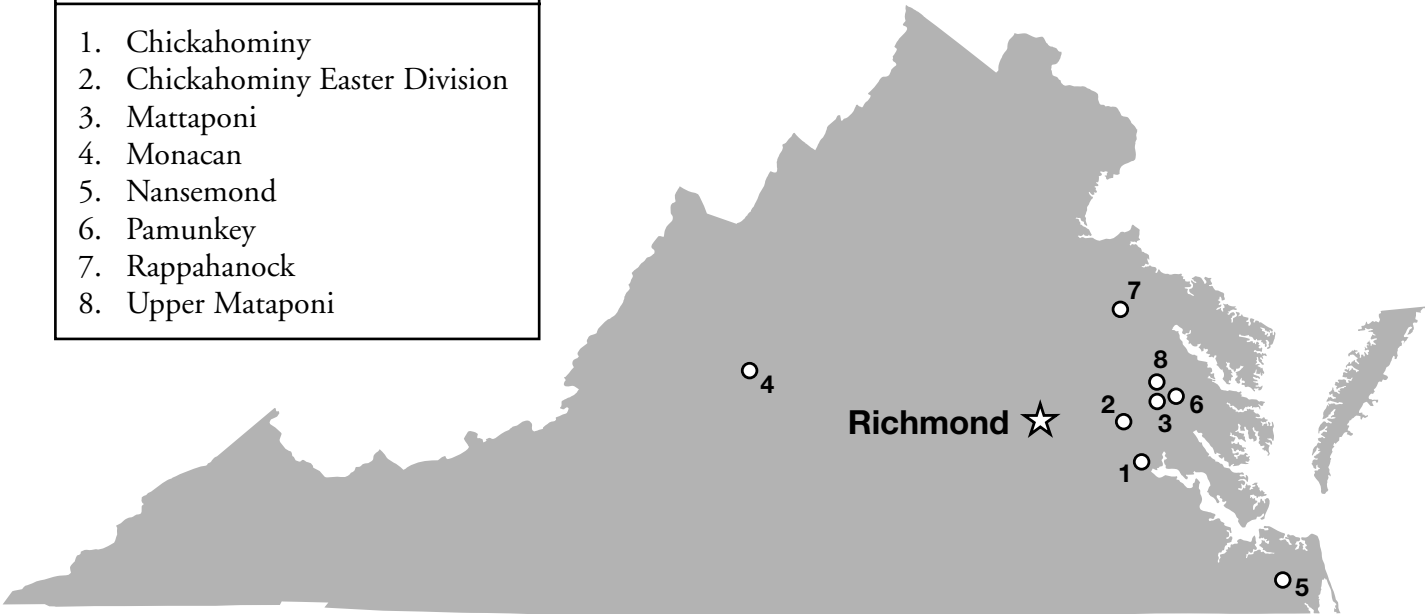 1. Chickahominy
2. Chickahominy Easter Division
3. Mattaponi
4. Monacan
5. Nansemond
6. Pamunkey
7. Rappahanock
8. Upper Mataponi
7
8
4
6
2
3
Richmond
1
5